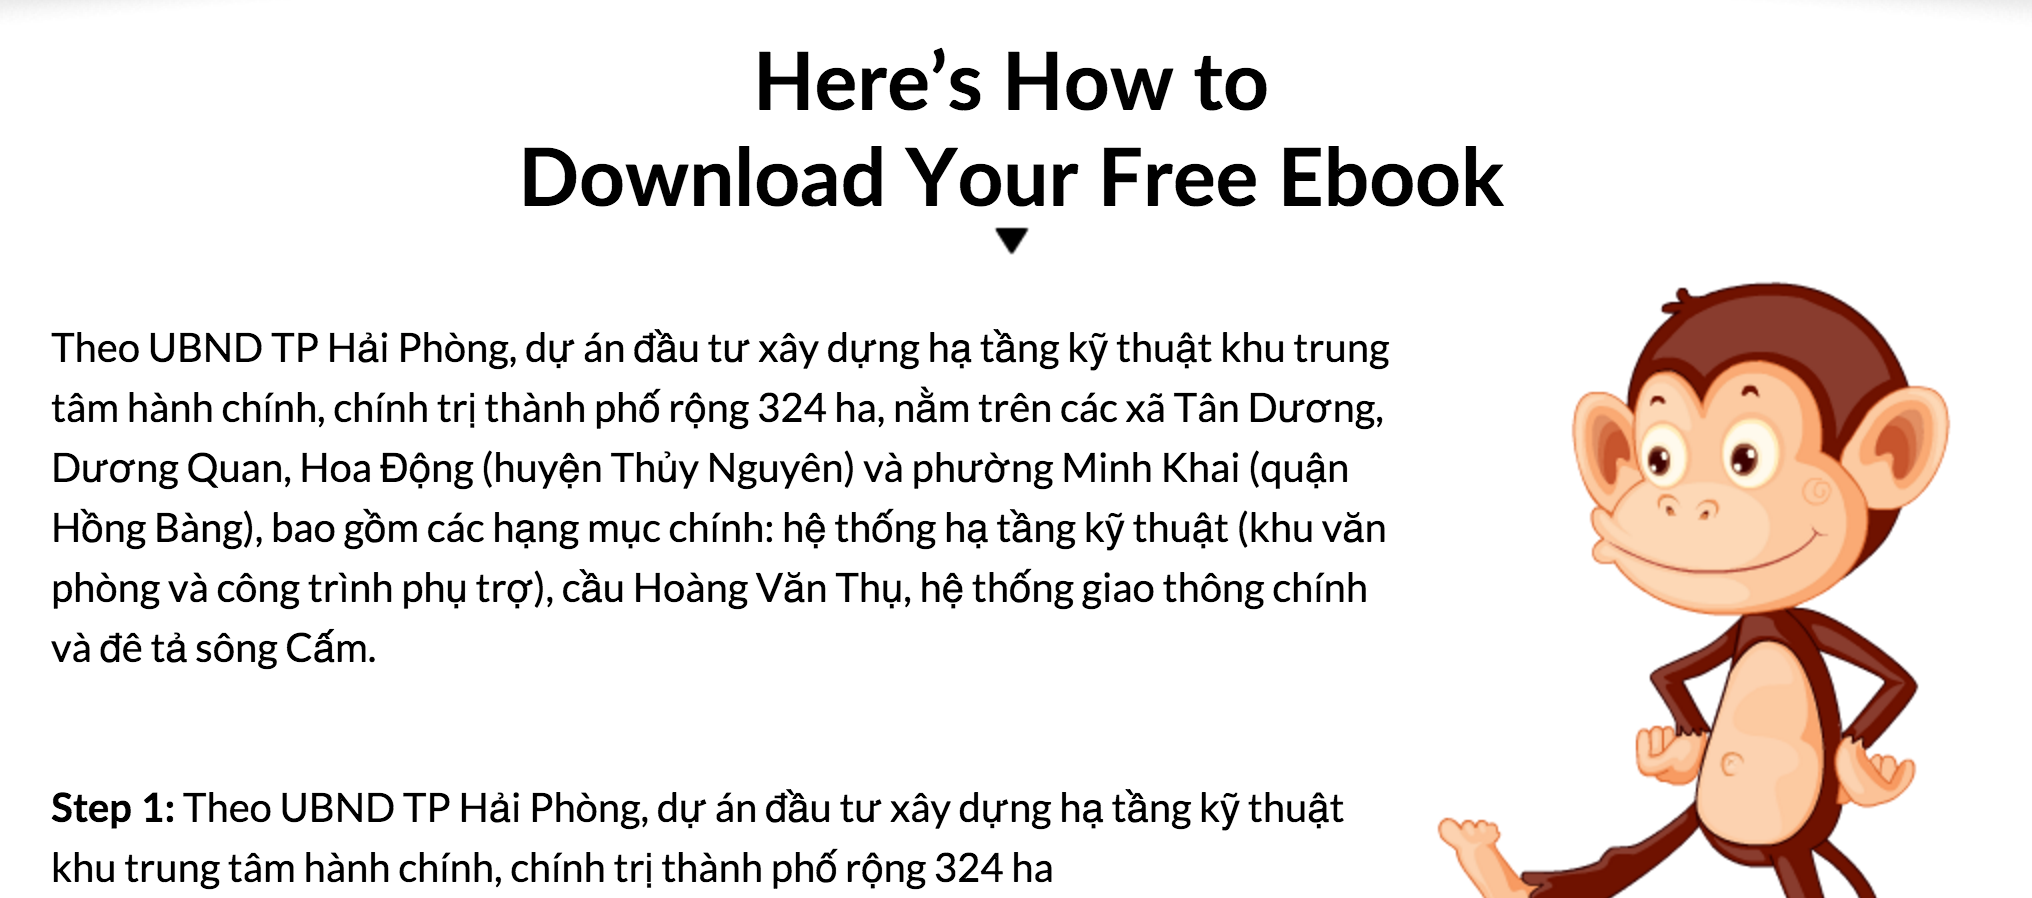 Here’s How to
Download Your Free Ebook
Theo UBND TP Hải Phòng, dự án đầu tư xây dựng hạ tầng kỹ thuật khu trung
tâm hành chính, chính trị thành phố rộng 324 ha, nằm trên các xã Tân Dương,
Dương Quan, Hoa Động (huyện Thủy Nguyên) và phường Minh Khai (quận
Hồng Bàng), bao gồm các hạng mục chính: hệ thống hạ tầng kỹ thuật (khu văn
phòng và công trình phụ trợ), cầu Hoàng Văn Thụ, hệ thống giao thông chính
và đê tả sông Cấm.
Step 1: Theo UBND TP Hải Phòng, dự án đầu tư xây dựng hạ tầng kỹ thuật
khu trung tâm hành chính, chính trị thành phố rộng 324 ha